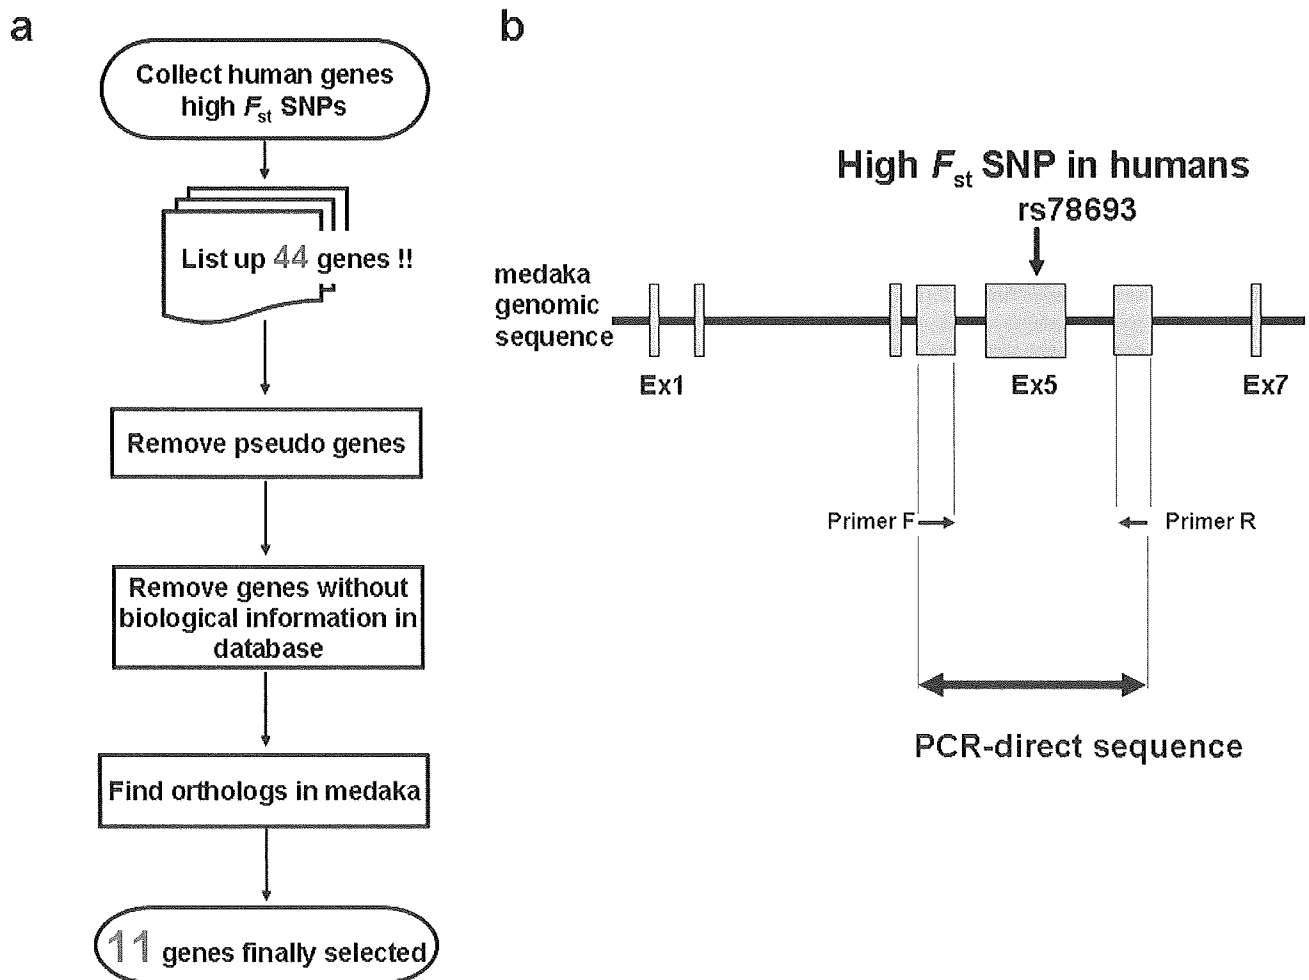 a
Collect human genes
high Fst SNPs
List up 44 genes !!
Remove pseudo genes
Remove genes without
biological information in
database
Find orthologs in medaka
11 genes finally selected
b
High Fst SNP in humans
rs78693
medaka
genomic
sequence
Ex1
Ex5
Ex7
Primer F
Primer R
PCR-direct sequence